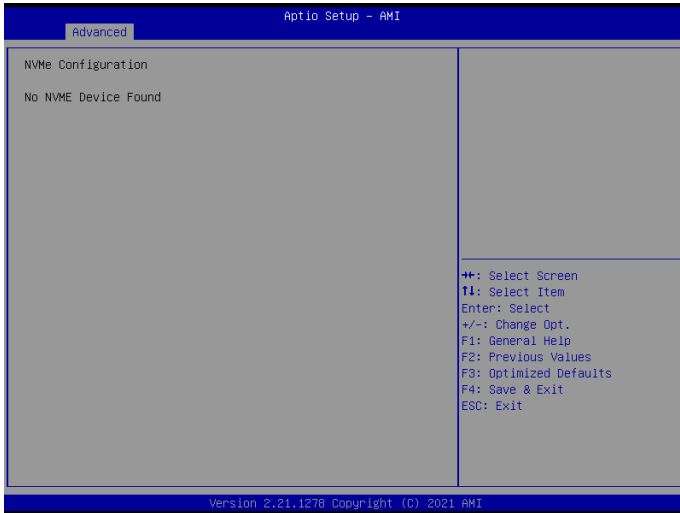 Aptio Setup – AMI
Advanced
NVMe Configuration
No NVME Device Found
→←: Select Screen
↑↓: Select Item
Enter: Select
+/-: Change Opt.
F1: General Help
F2: Previous Values
F3: Optimized Defaults
F4: Save & Exit
ESC: Exit
Version 2.21.1278 Copyright (C) 2021 AMI